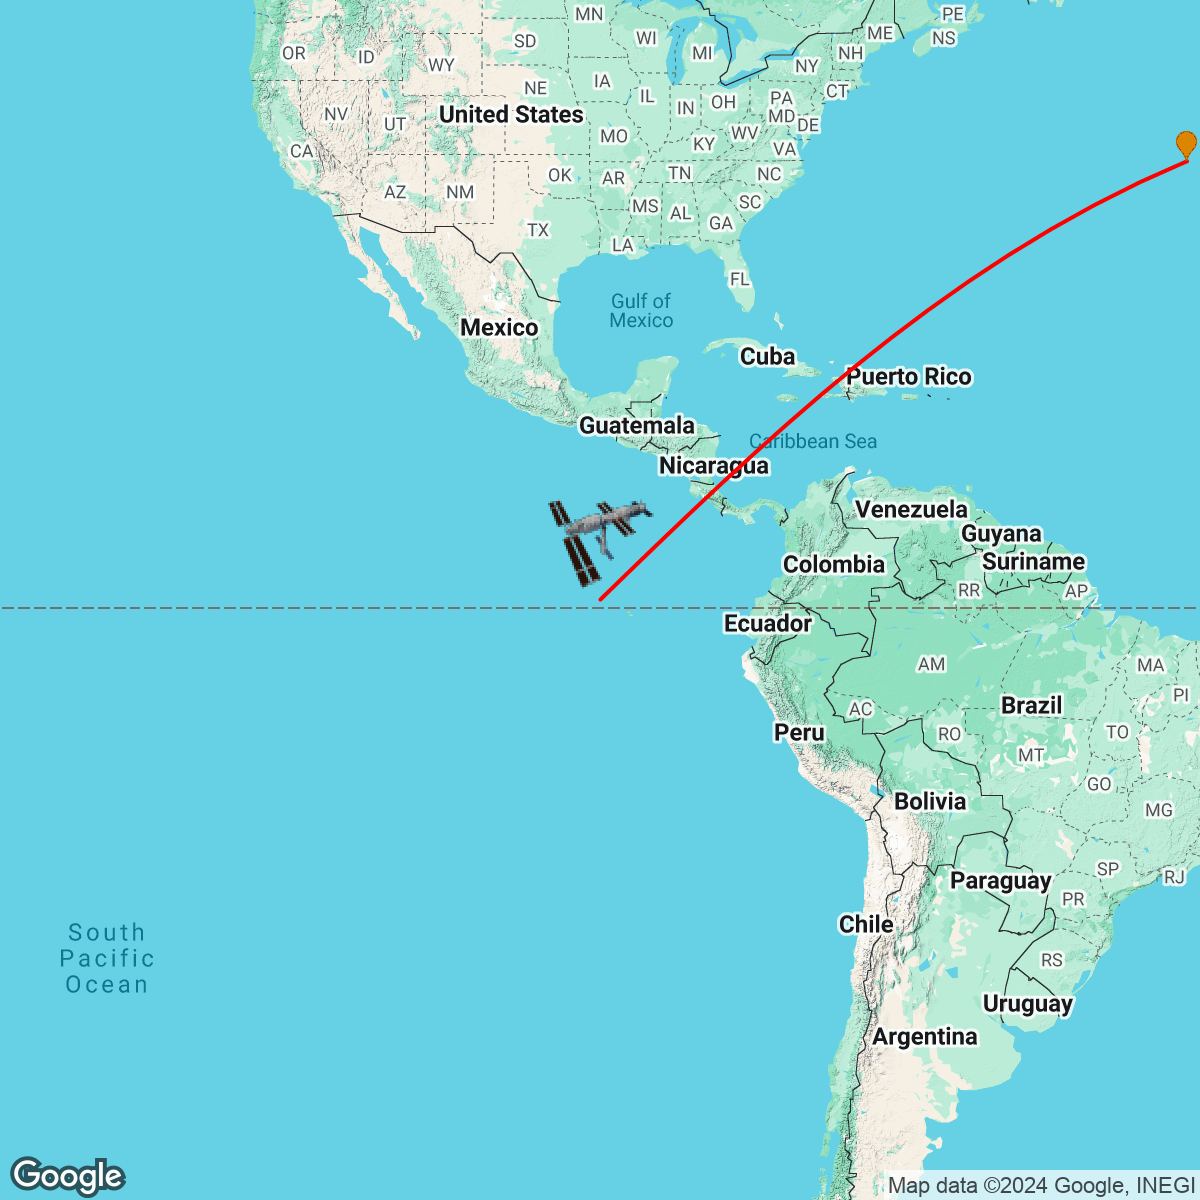 MN
PE
ME
NS
WI
SD
OR
MI
NH
ID
WY
NY
IA
NE
CT
IL
PA
OH
IN
NV
United States
MD
UT
DE
WV
MO
KY
VA
CA
TN
NC
OK
AR
AZ
NM
SC
MS
AL
GA
TX
LA
FL
Gulf of
Mexico
Mexico
Cuba
Puerto Rico
Guatemala
Caribbean Sea
Nicaragua
Venezuela
Guyana
Suriname
Colombia
RR
AP
Ecuador
AM
MA
PI
Brazil
AC
Peru
RO
TO
MT
GO
Bolivia
MG
SP
RJ
Paraguay
PR
Chile
South
Pacific
Ocean
RS
Uruguay
Argentina
Google
Map data ©2024 Google, INEGI